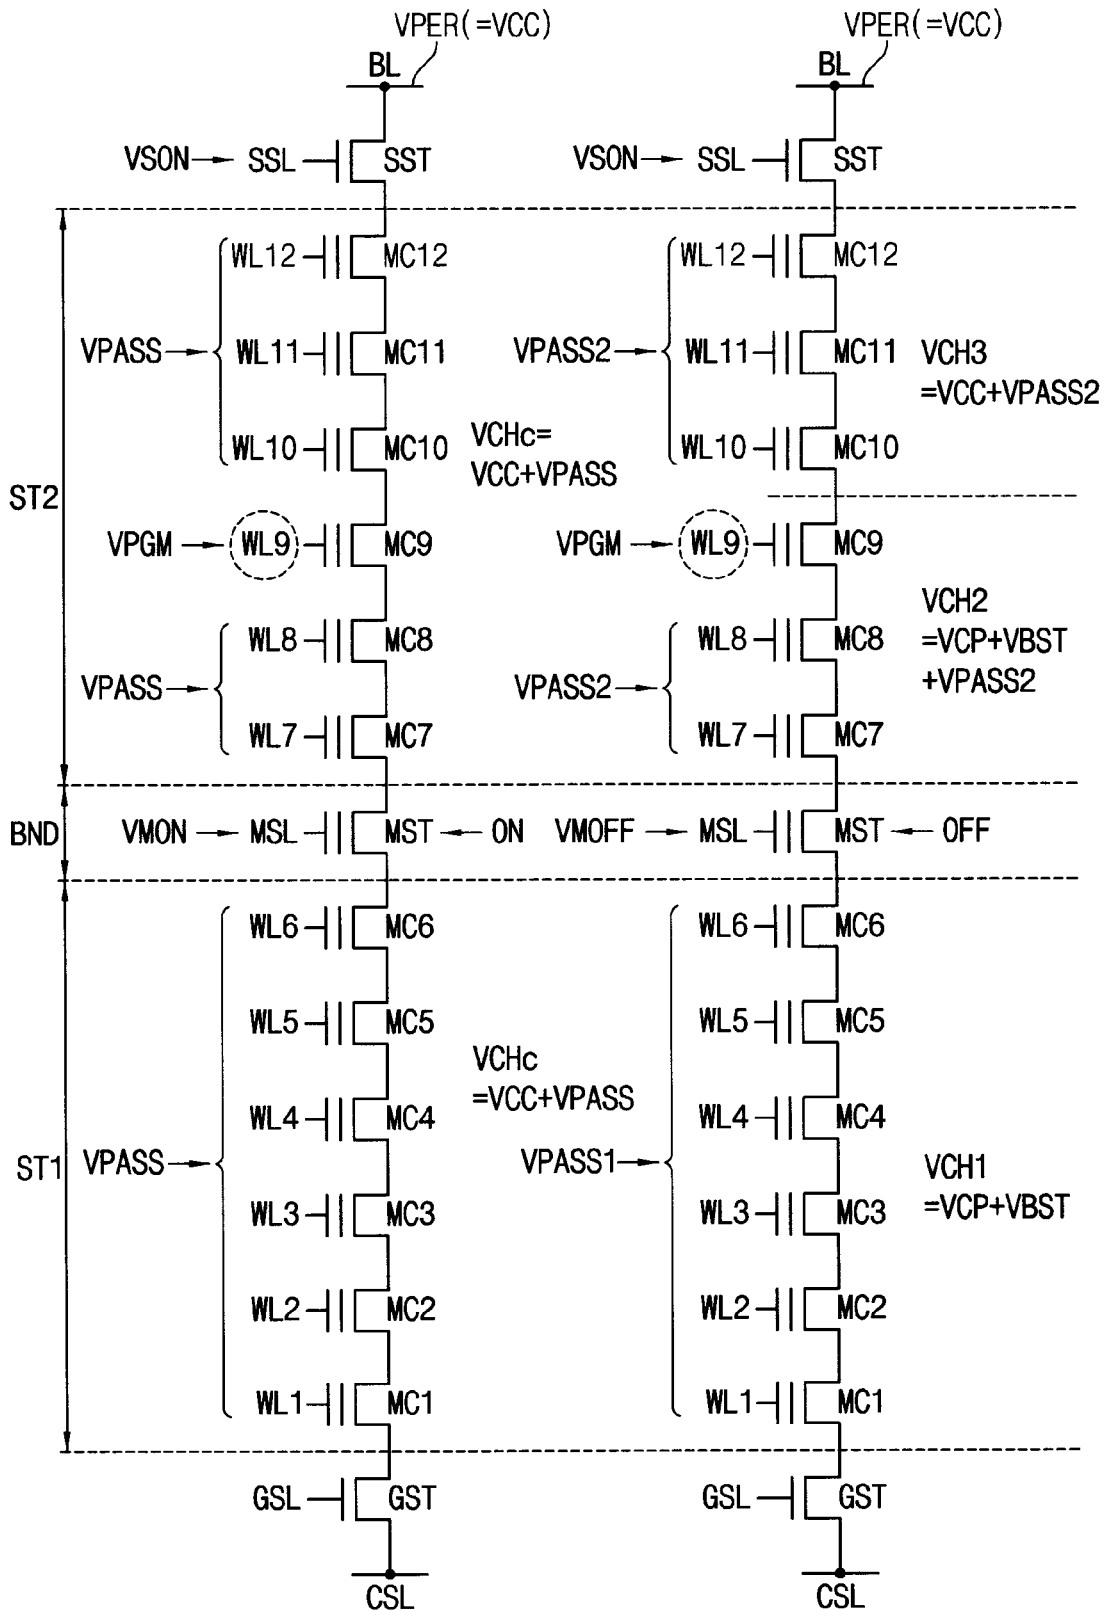 VPER(=VCC) VPER(=VCC)
BL BL
VSON SSL SST VSON SSL SST
WL12 MC12 WL12 MC12
VPASS WL11 MC11 VPASS2 WL11 MC11 VCH3
=VCC+VPASS2
WL10 MC10 VCHc= WL10 MC10
VCC+VPASS
ST2
VPGM WL9 MC9 VPGM WL9 MC9
VCH2
WL8 MC8 WL8 MC8 =VCP+VBST
VPASS VPASS2 +VPASS2
WL7 MC7 WL7 MC7
BND VMON MSL MST ON VMOFF MSL MST OFF
WL6 MC6 WL6 MC6
WL5 MC5 WL5 MC5
VCHc
=VCC+VPASS
WL4 MC4 WL4 MC4
ST1 VPASS VPASS1 VCH1
WL3 MC3 WL3 MC3 =VCP+VBST
WL2 MC2 WL2 MC2
WL1 MC1 WL1 MC1
GSL GST GSL GST
CSL CSL